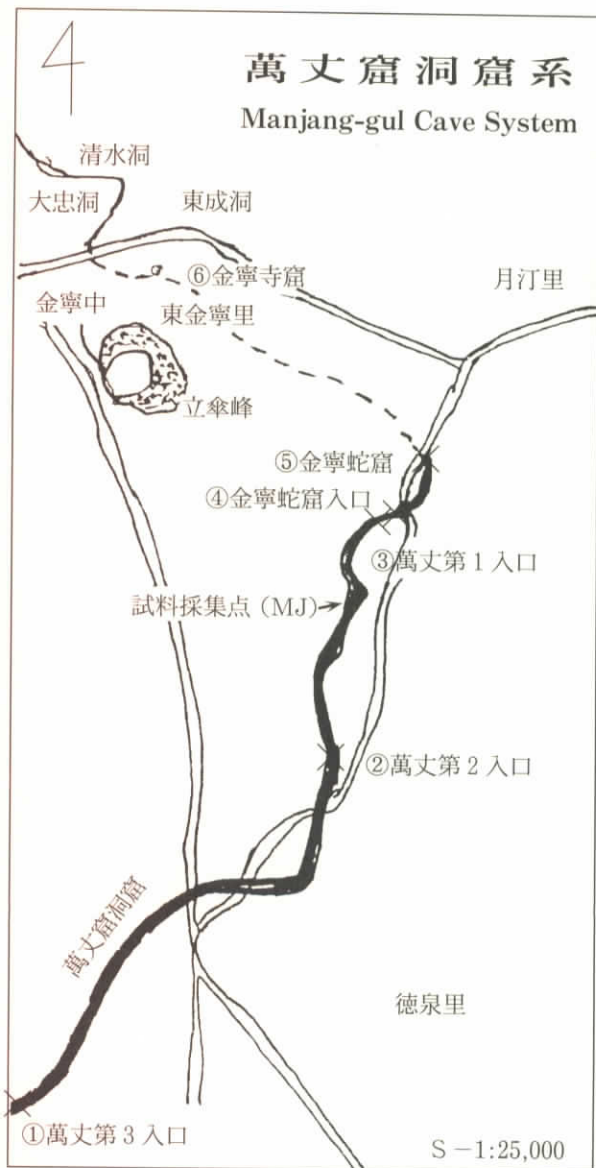 萬丈窟洞窟系
Manjang-gul Cave System
清水洞
大忠洞
東成洞
⑥金寧寺窟
月汀里
金寧中
東金寧里
立傘峰
⑤金寧蛇窟
④金寧蛇窟入口
③萬丈第1入口
試料採集点 (MJ)
②萬丈第2入口
萬丈窟洞窟
徳泉里
①萬丈第3入口
S－1:25,000